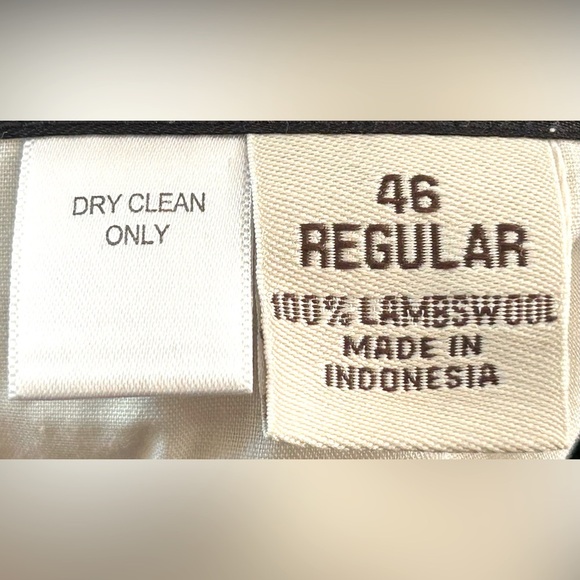 DRY CLEAN
ONLY
46
REGULAR
100% LAMBSWOOL
MADE IN
INDONESIA